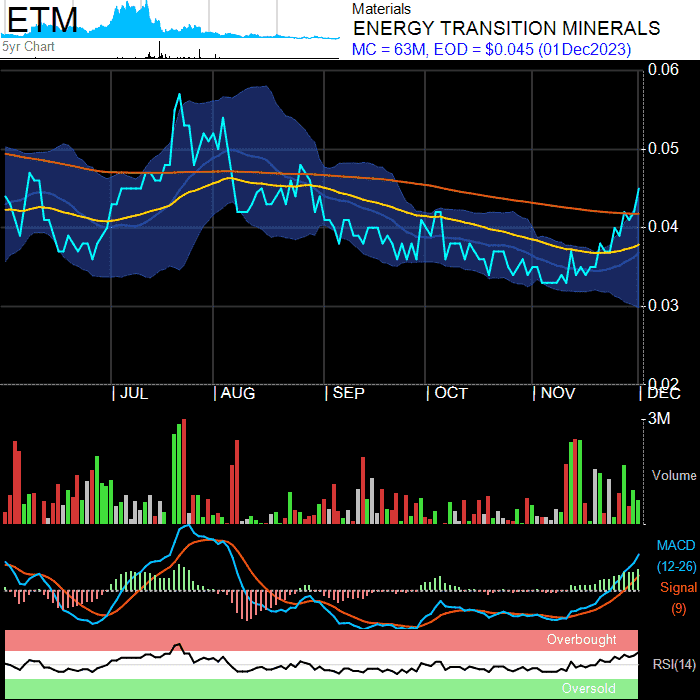 ETM
5yr Chart
Materials
ENERGY TRANSITION MINERALS
MC = 63M, EOD = $0.045 (01Dec2023)
0.06
0.05
0.04
0.03
0.02
JUL AUG SEP OCT NOV DEC
3M
Volume
MACD
(12-26)
Signal
(9)
Overbought
RSI(14)
Oversold